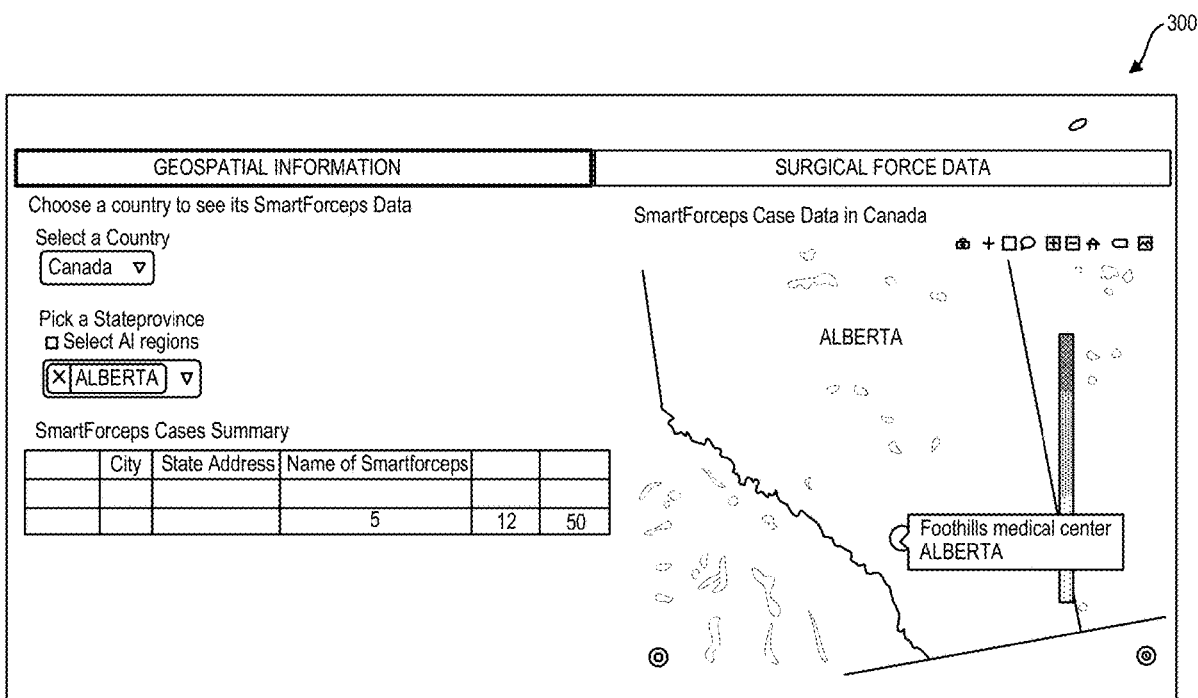 300
GEOSPATIAL INFORMATION
SURGICAL FORCE DATA
Choose a country to see its SmartForceps Data
Select a Country
Canada
Pick a Stateprovince
Select AI regions
X ALBERTA
SmartForceps Cases Summary
City State Address Name of Smartforceps
5 12 50
SmartForceps Case Data in Canada
ALBERTA
Foothills medical center
ALBERTA